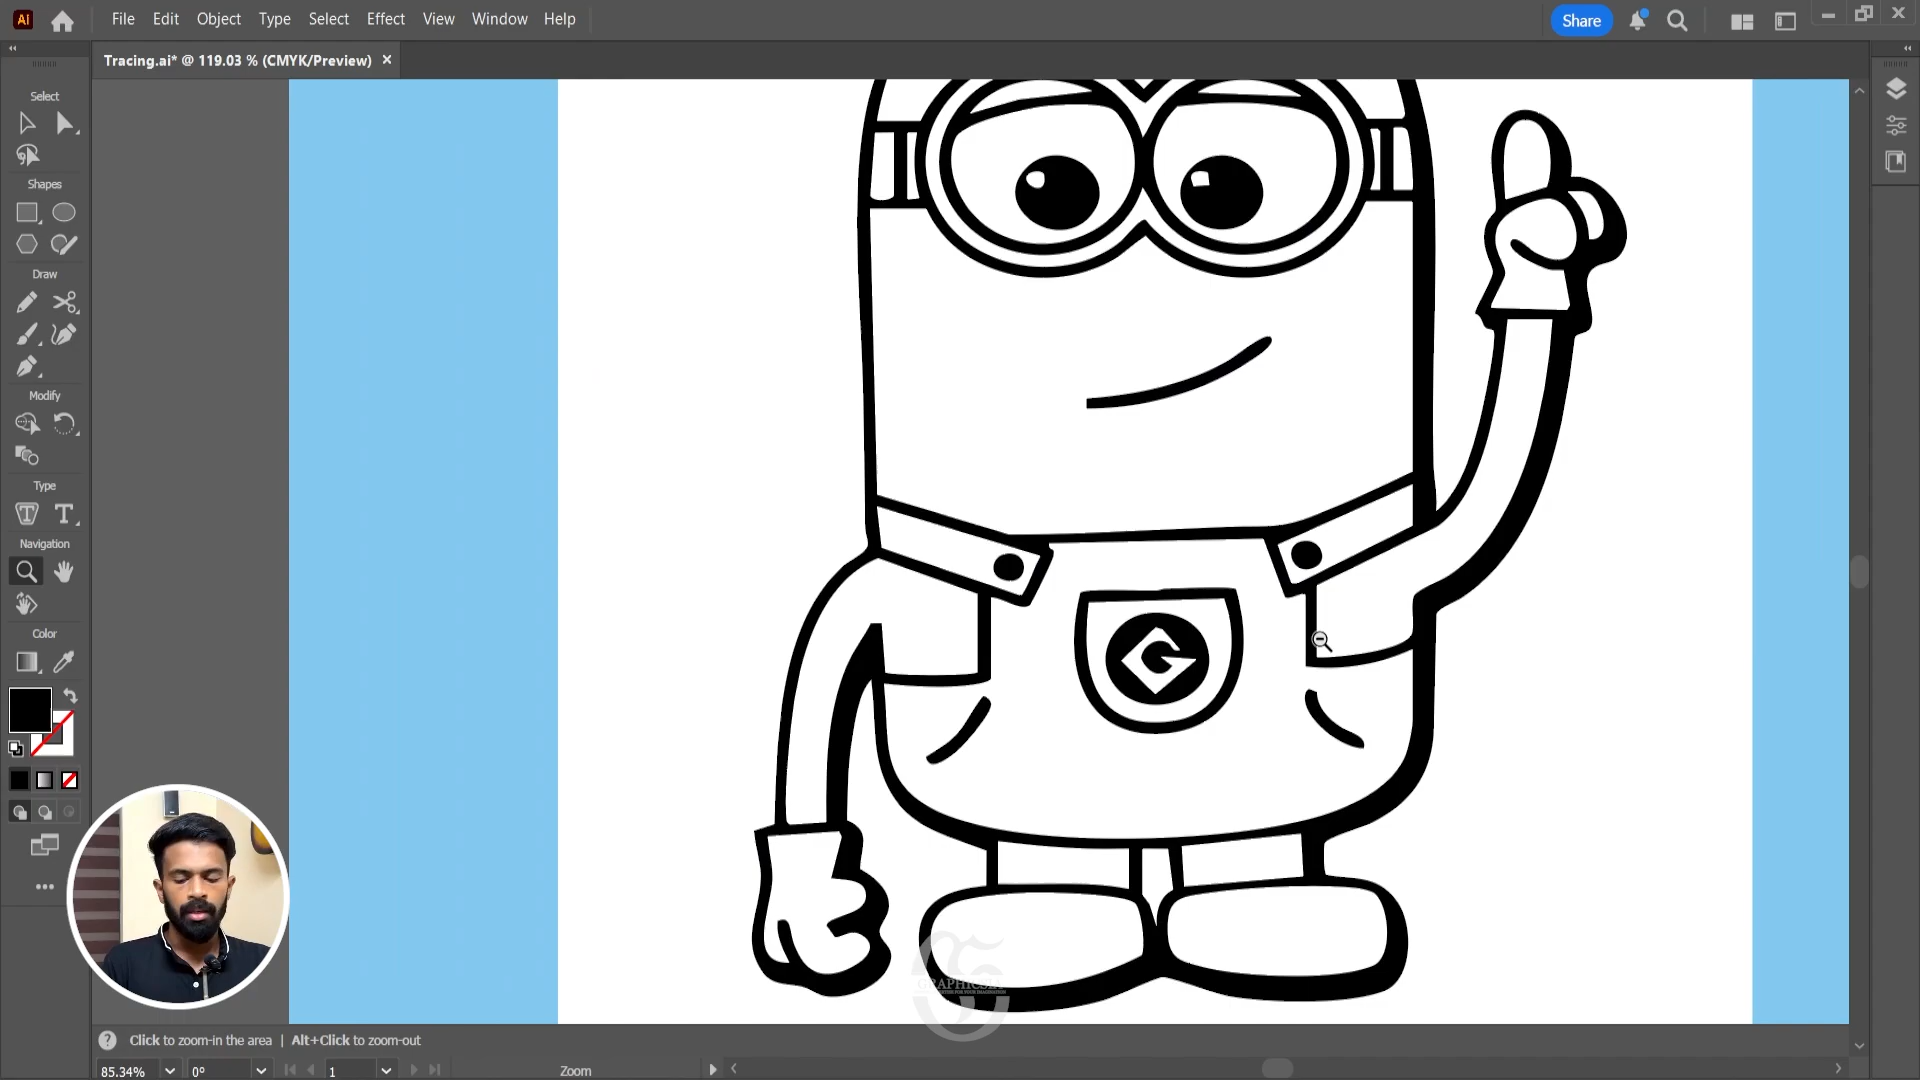 Ai File Edit Object Type Select Effect View Window Help Share
Tracing.ai* @ 119.03 % (CMYK/Preview) ×
Select
Shapes
Draw
Modify
Type
Navigation
Color
G
GRAPHICSEY
Click to zoom-in the area | Alt+Click to zoom-out
85.34% 0° 1 Zoom